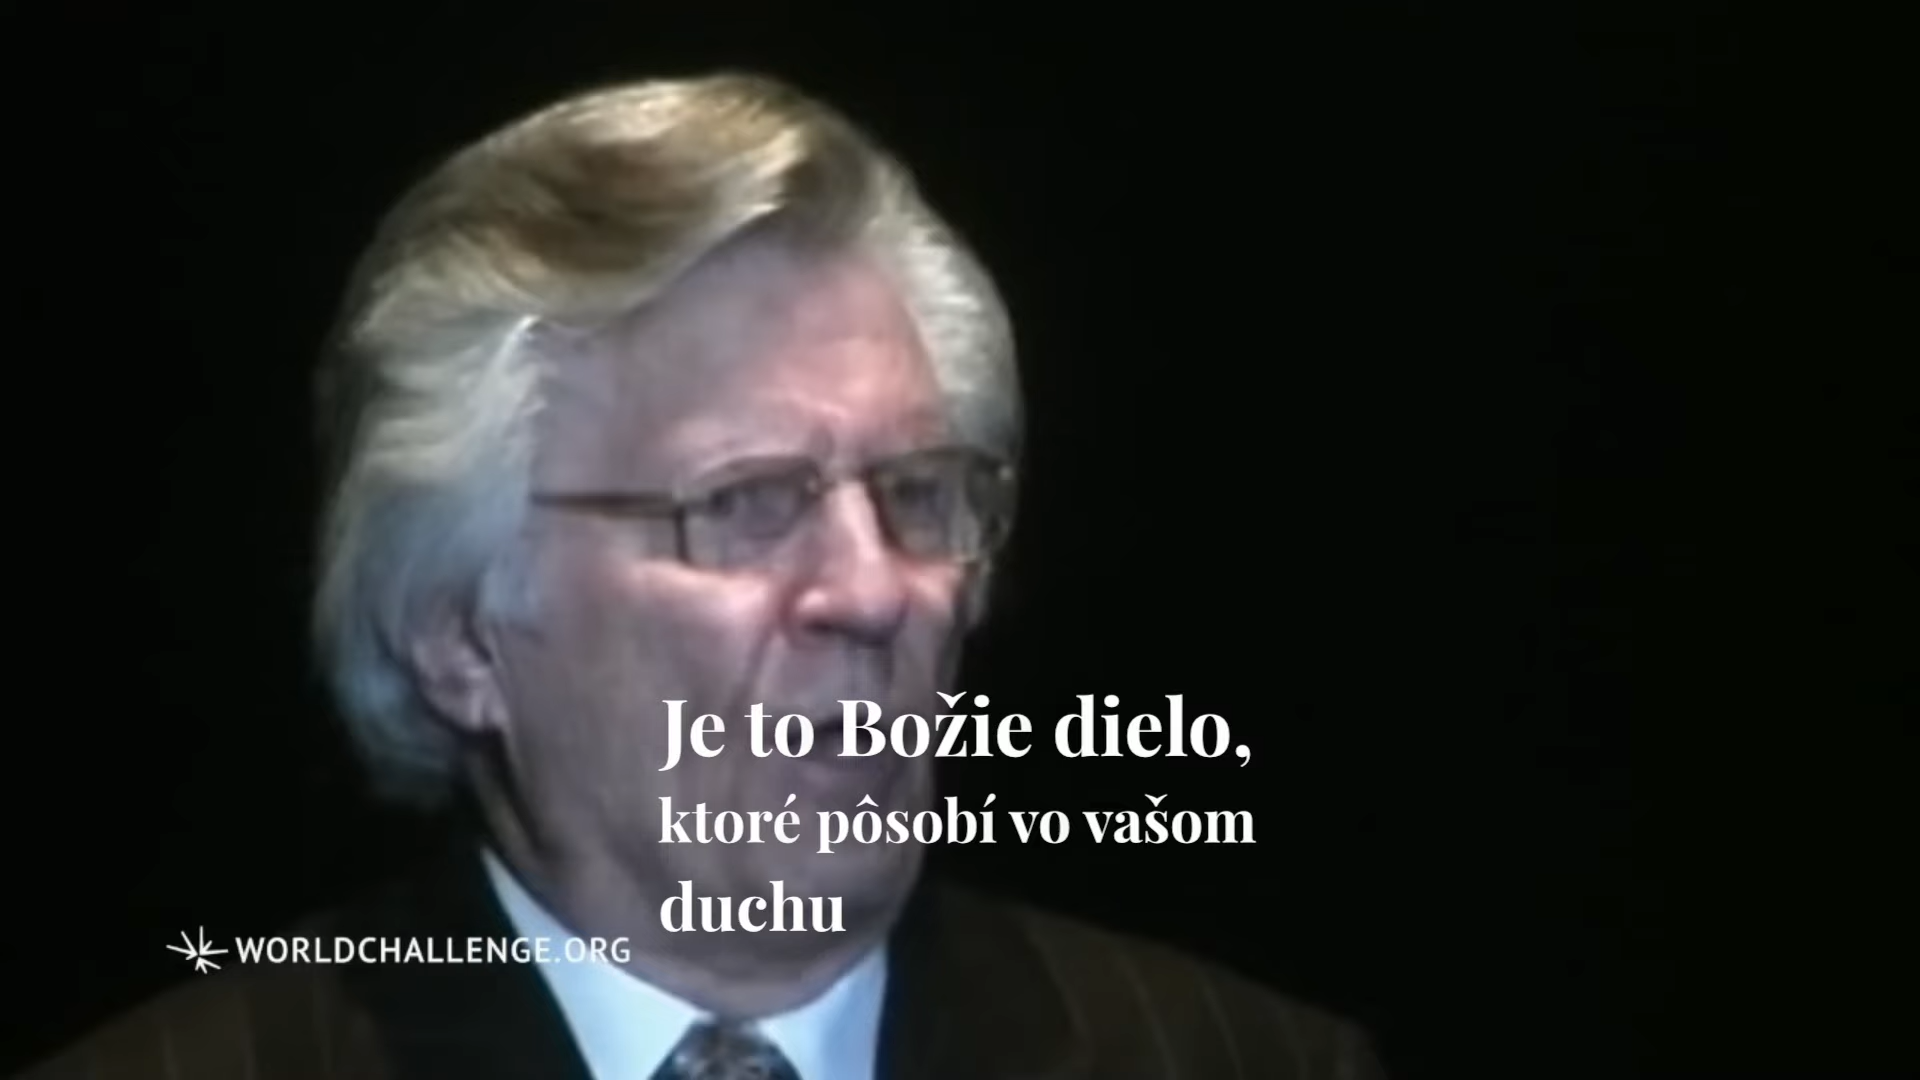 Je to Božie dielo,
ktoré pôsobí vo vašom
duchu
WORLDCHALLENGE.ORG